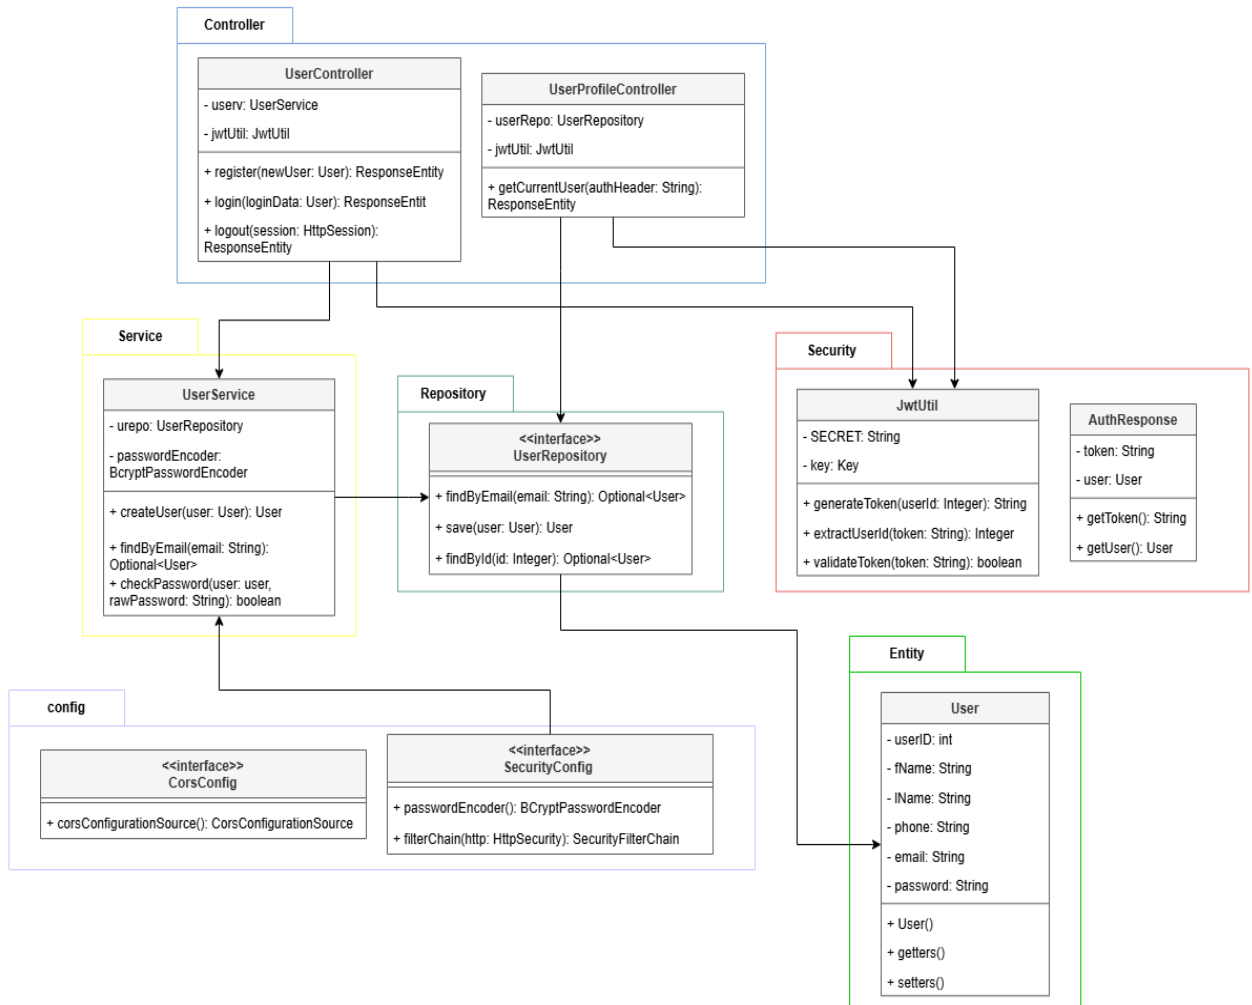 Controller
UserController
- userv: UserService
- jwtUtil: JwtUtil
+ register(newUser: User): ResponseEntity
+ login(loginData: User): ResponseEntit
+ logout(session: HttpSession):
ResponseEntity
UserProfileController
- userRepo: UserRepository
- jwtUtil: JwtUtil
+ getCurrentUser(authHeader: String):
ResponseEntity
Service
UserService
- urepo: UserRepository
- passwordEncoder:
BcryptPasswordEncoder
+ createUser(user: User): User
+ findByEmail(email: String):
Optional<User>
+ checkPassword(user: user,
rawPassword: String): boolean
Repository
<<interface>>
UserRepository
+ findByEmail(email: String): Optional<User>
+ save(user: User): User
+ findById(id: Integer): Optional<User>
Security
JwtUtil
- SECRET: String
- key: Key
+ generateToken(userId: Integer): String
+ extractUserId(token: String): Integer
+ validateToken(token: String): boolean
AuthResponse
- token: String
- user: User
+ getToken(): String
+ getUser(): User
config
<<interface>>
CorsConfig
+ corsConfigurationSource(): CorsConfigurationSource
<<interface>>
SecurityConfig
+ passwordEncoder(): BCryptPasswordEncoder
+ filterChain(http: HttpSecurity): SecurityFilterChain
Entity
User
- userID: int
- fName: String
- lName: String
- phone: String
- email: String
- password: String
+ User()
+ getters()
+ setters()